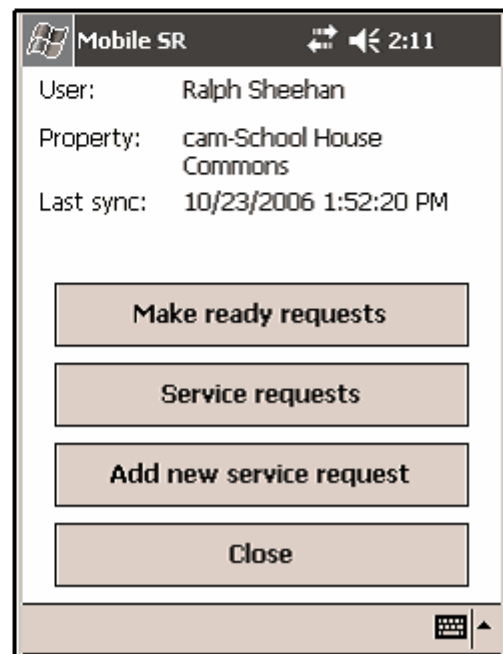 Mobile SR 2:11
User: Ralph Sheehan
Property: cam-School House
Commons
Last sync: 10/23/2006 1:52:20 PM
Make ready requests
Service requests
Add new service request
Close